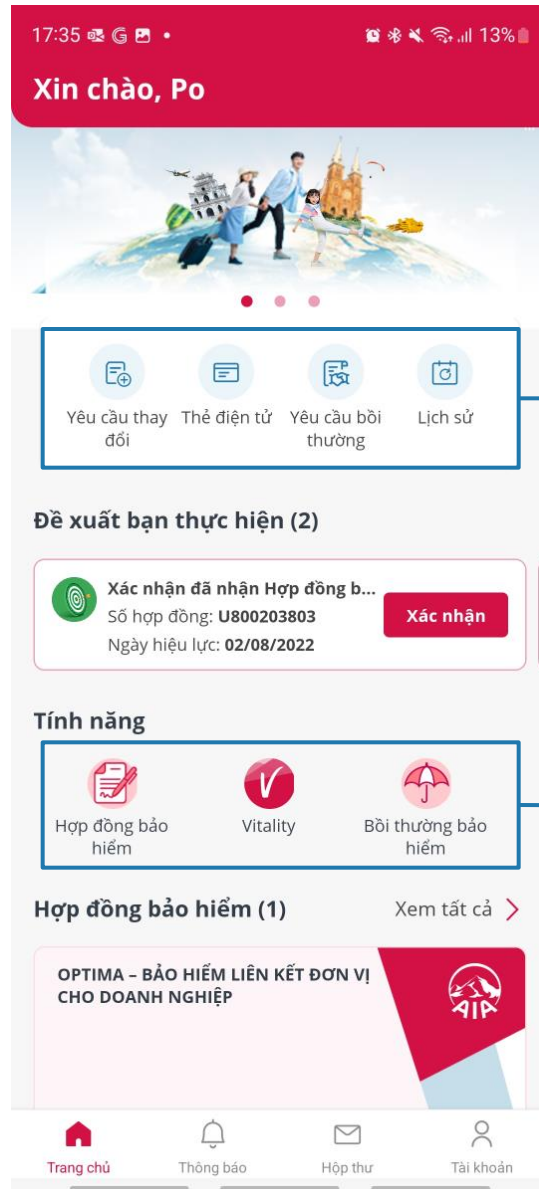 17:35
13%
Xin chào, Po
Yêu cầu thay đổi
Thẻ điện tử
Yêu cầu bồi thường
Lịch sử
Đề xuất bạn thực hiện (2)
Xác nhận đã nhận Hợp đồng b...
Số hợp đồng: U800203803
Ngày hiệu lực: 02/08/2022
Xác nhận
Tính năng
Hợp đồng bảo hiểm
Vitality
Bồi thường bảo hiểm
Hợp đồng bảo hiểm (1)
Xem tất cả
OPTIMA – BẢO HIỂM LIÊN KẾT ĐƠN VỊ
CHO DOANH NGHIỆP
AIA
Trang chủ
Thông báo
Hộp thư
Tài khoản